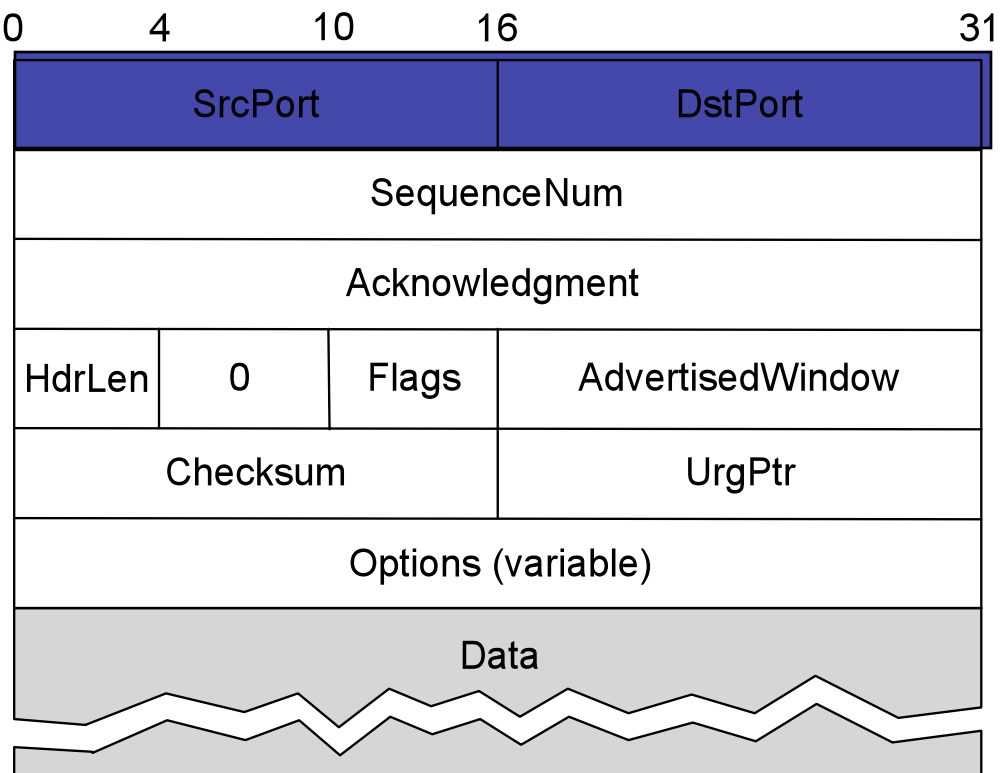 0 4 10 16 31
SrcPort DstPort
SequenceNum
Acknowledgment
HdrLen 0 Flags AdvertisedWindow
Checksum UrgPtr
Options (variable)
Data